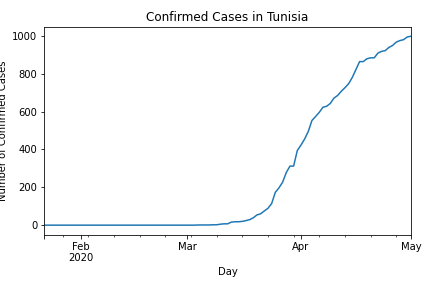 Confirmed Cases in Tunisia
Number of Confirmed Cases
1000
800
600
400
200
0
Feb
2020
Mar
Apr
May
Day